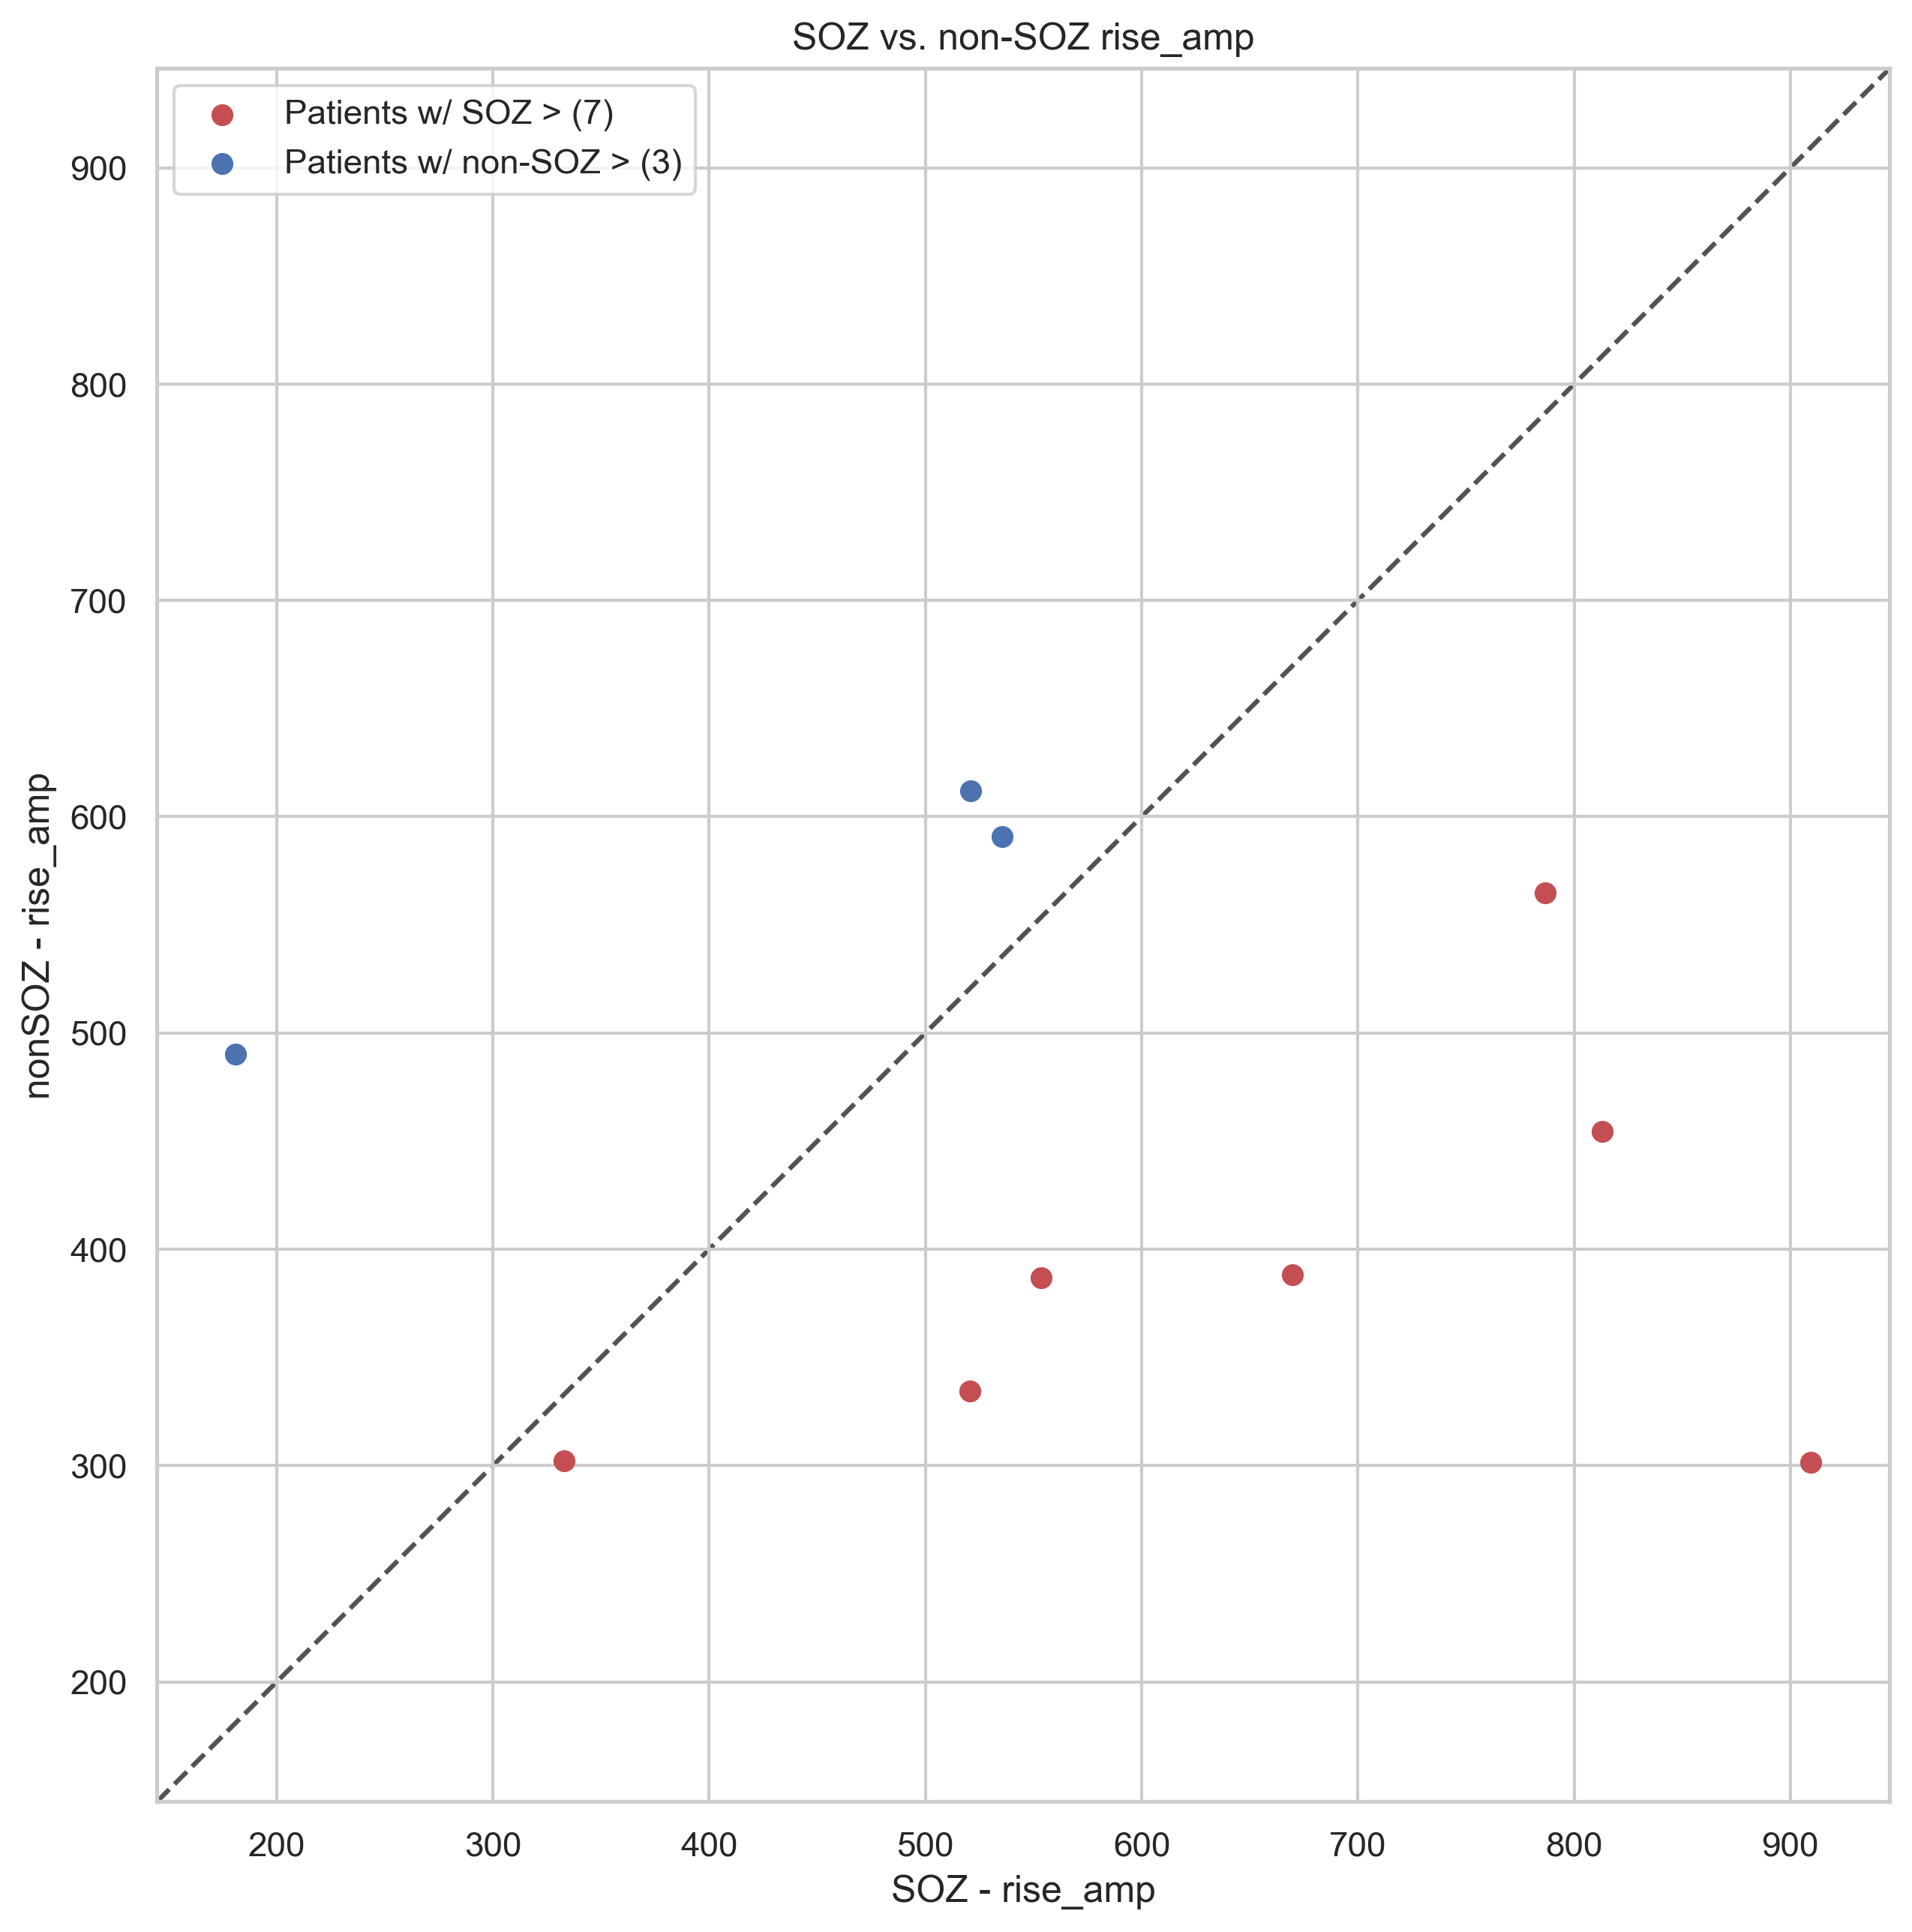 SOZ vs. non-SOZ rise_amp
Patients w/ SOZ > (7)
Patients w/ non-SOZ > (3)
900
800
700
600
500
400
300
200
nonSOZ - rise_amp
200 300 400 500 600 700 800 900
SOZ - rise_amp